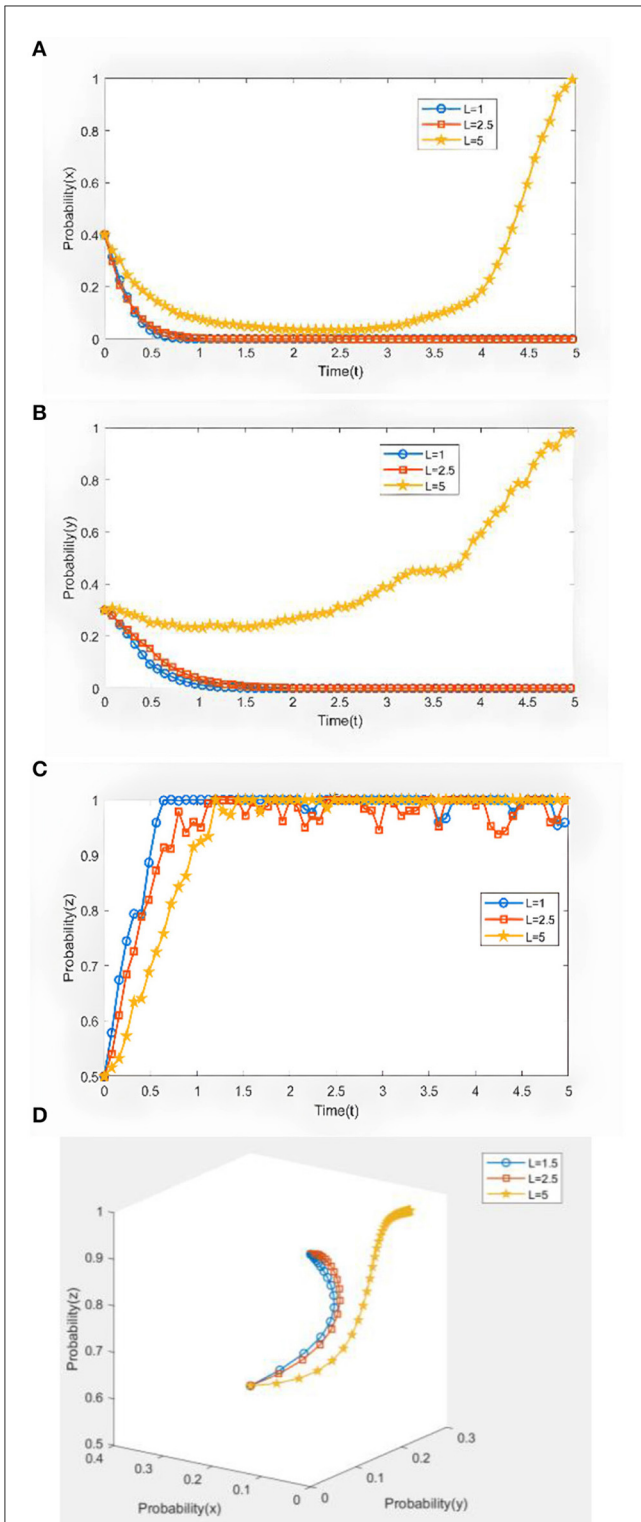 A
1
0.8
0.6
0.4
0.2
0
Probability(x)
L=1
L=2.5
L=5
0 0.5 1 1.5 2 2.5 3 3.5 4 4.5 5
Time(t)
B
1
0.8
0.6
0.4
0.2
0
Probability(y)
L=1
L=2.5
L=5
0 0.5 1 1.5 2 2.5 3 3.5 4 4.5 5
Time(t)
C
1
0.9
0.8
0.7
0.6
0.5
Probability(z)
L=1
L=2.5
L=5
0 0.5 1 1.5 2 2.5 3 3.5 4 4.5 5
Time(t)
D
L=1.5
L=2.5
L=5
1
0.9
0.8
0.7
0.6
0.5
Probability(z)
0.4 0.3 0.2 0.1 0
Probability(x)
0 0.1 0.2 0.3
Probability(y)